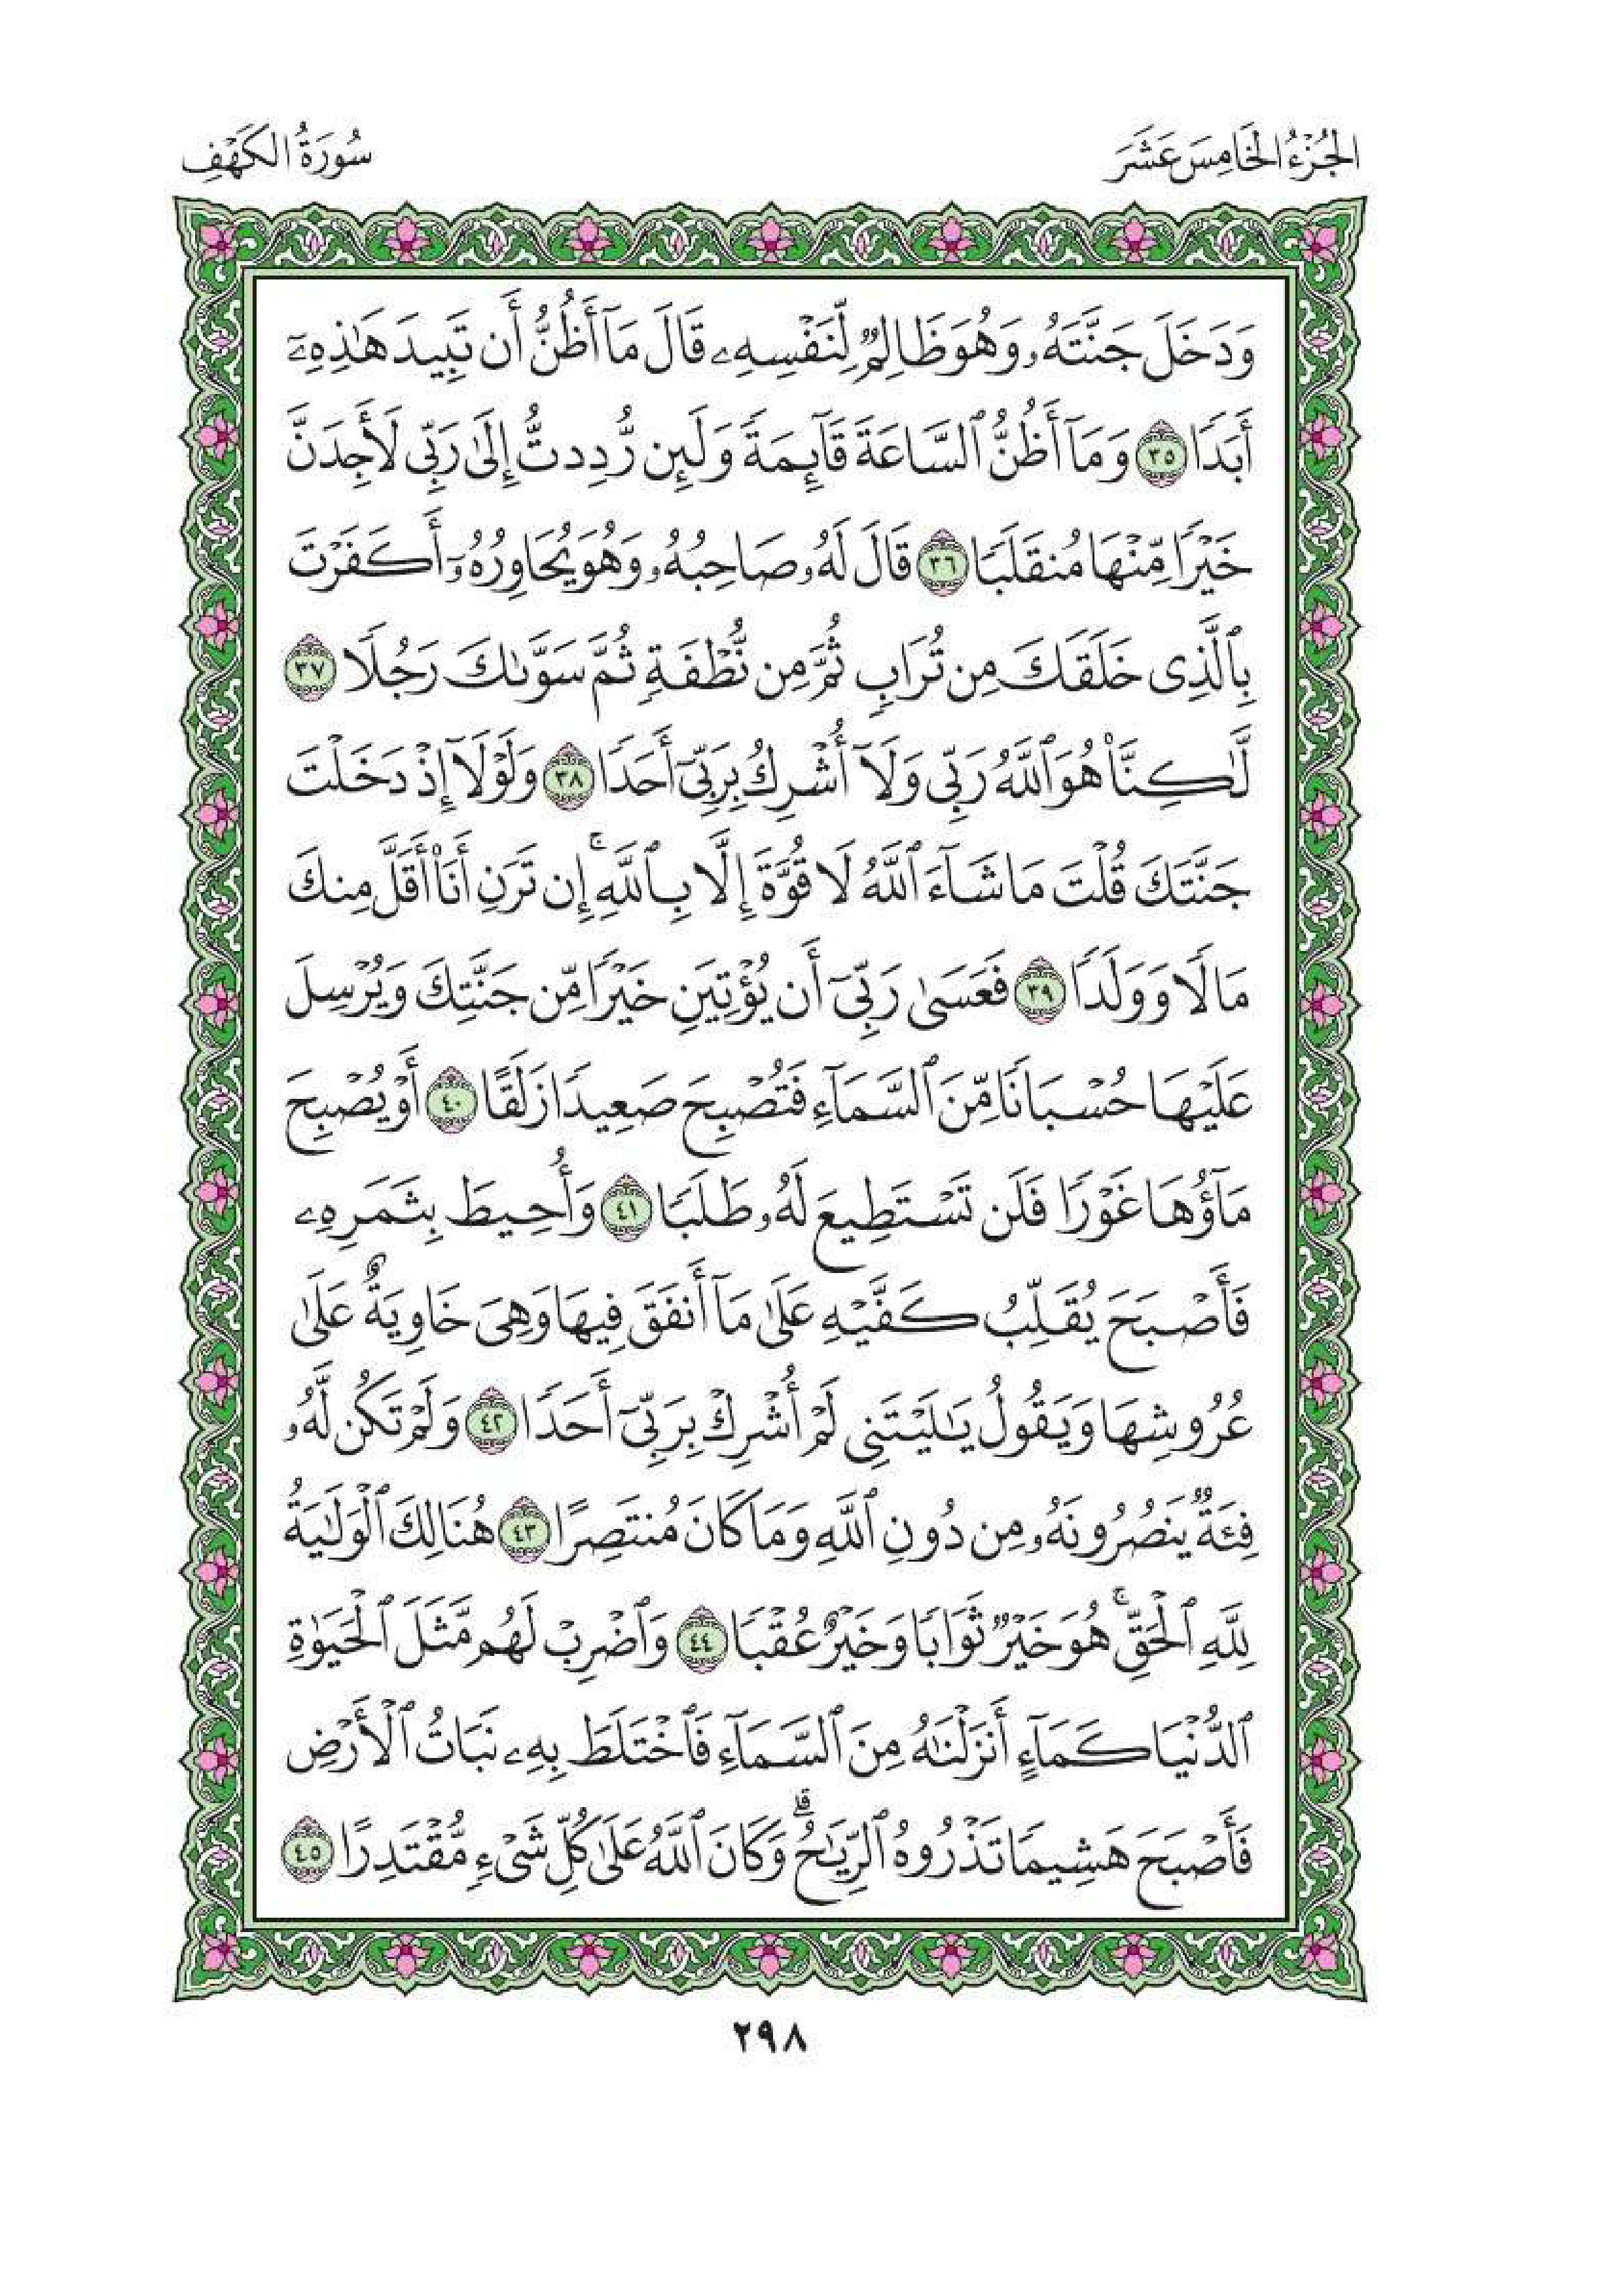 الجُزْءُ الخَامِسَ عَشَرَ
سُورَةُ الكَهْفِ
وَدَخَلَ جَنَّتَهُۥ وَهُوَ ظَالِمٌ لِّنَفْسِهِۦ قَالَ مَآ أَظُنُّ أَن تَبِيدَ هَٰذِهِۦٓ
أَبَدًا ٣٥ وَمَآ أَظُنُّ ٱلسَّاعَةَ قَآئِمَةً وَلَئِن رُّدِدتُّ إِلَىٰ رَبِّى لَأَجِدَنَّ
خَيْرًا مِّنْهَا مُنقَلَبًا ٣٦ قَالَ لَهُۥ صَاحِبُهُۥ وَهُوَ يُحَاوِرُهُۥٓ أَكَفَرْتَ
بِٱلَّذِى خَلَقَكَ مِن تُرَابٍ ثُمَّ مِن نُّطْفَةٍ ثُمَّ سَوَّىٰكَ رَجُلًا ٣٧
لَّٰكِنَّا۠ هُوَ ٱللَّهُ رَبِّى وَلَآ أُشْرِكُ بِرَبِّىٓ أَحَدًا ٣٨ وَلَوْلَآ إِذْ دَخَلْتَ
جَنَّتَكَ قُلْتَ مَا شَآءَ ٱللَّهُ لَا قُوَّةَ إِلَّا بِٱللَّهِ ۚ إِن تَرَنِ أَنَا۠ أَقَلَّ مِنكَ
مَالًا وَوَلَدًا ٣٩ فَعَسَىٰ رَبِّىٓ أَن يُؤْتِيَنِ خَيْرًا مِّن جَنَّتِكَ وَيُرْسِلَ
عَلَيْهَا حُسْبَانًا مِّنَ ٱلسَّمَآءِ فَتُصْبِحَ صَعِيدًا زَلَقًا ٤٠ أَوْ يُصْبِحَ
مَآؤُهَا غَوْرًا فَلَن تَسْتَطِيعَ لَهُۥ طَلَبًا ٤١ وَأُحِيطَ بِثَمَرِهِۦ
فَأَصْبَحَ يُقَلِّبُ كَفَّيْهِ عَلَىٰ مَآ أَنفَقَ فِيهَا وَهِىَ خَاوِيَةٌ عَلَىٰ
عُرُوشِهَا وَيَقُولُ يَٰلَيْتَنِى لَمْ أُشْرِكْ بِرَبِّىٓ أَحَدًا ٤٢ وَلَمْ تَكُن لَّهُۥ
فِئَةٌ يَنصُرُونَهُۥ مِن دُونِ ٱللَّهِ وَمَا كَانَ مُنتَصِرًا ٤٣ هُنَالِكَ ٱلْوَلَٰيَةُ
لِلَّهِ ٱلْحَقِّ ۚ هُوَ خَيْرٌ ثَوَابًا وَخَيْرٌ عُقْبًا ٤٤ وَٱضْرِبْ لَهُم مَّثَلَ ٱلْحَيَوٰةِ
ٱلدُّنْيَا كَمَآءٍ أَنزَلْنَٰهُ مِنَ ٱلسَّمَآءِ فَٱخْتَلَطَ بِهِۦ نَبَاتُ ٱلْأَرْضِ
فَأَصْبَحَ هَشِيمًا تَذْرُوهُ ٱلرِّيَٰحُ ۗ وَكَانَ ٱللَّهُ عَلَىٰ كُلِّ شَىْءٍ مُّقْتَدِرًا ٤٥
٢٩٨